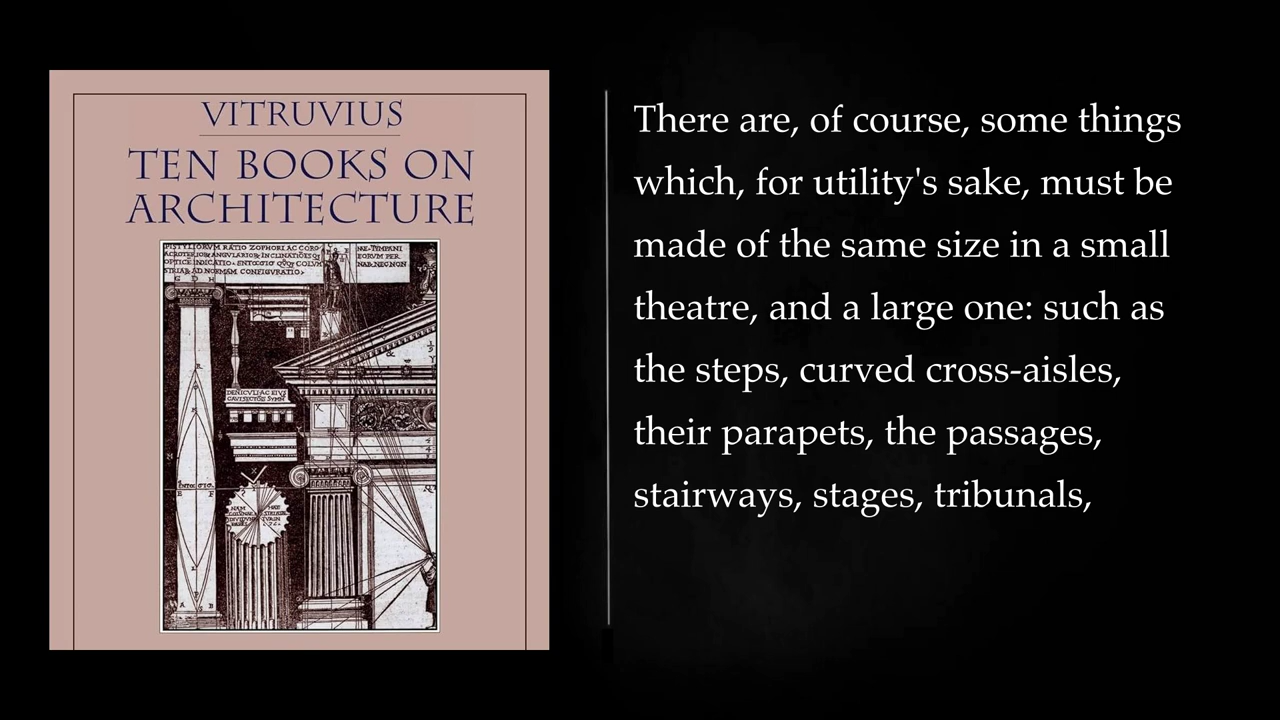 VITRUVIUS
TEN BOOKS ON
ARCHITECTURE
There are, of course, some things
which, for utility's sake, must be
made of the same size in a small
theatre, and a large one: such as
the steps, curved cross-aisles,
their parapets, the passages,
stairways, stages, tribunals,